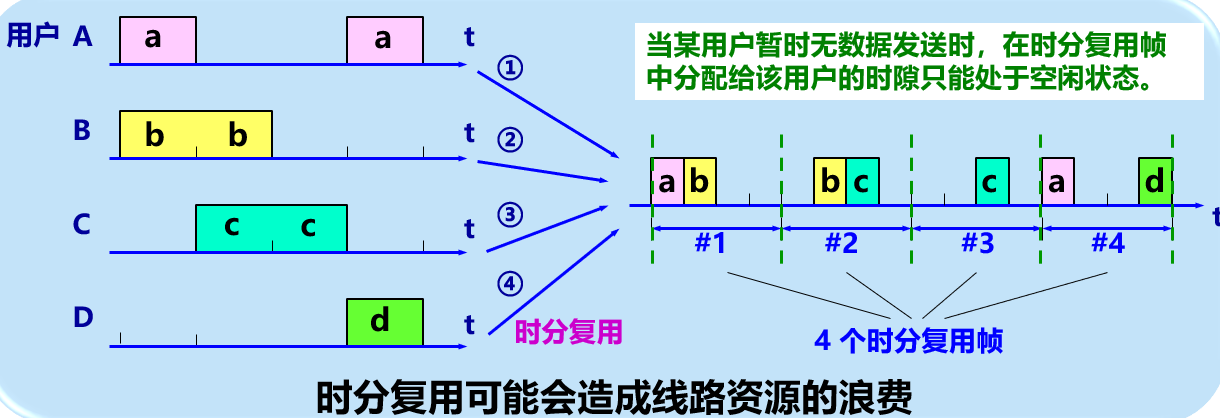 用户 A a a t
①
当某用户暂时无数据发送时，在时分复用帧
中分配给该用户的时隙只能处于空闲状态。
B b b t
②
C c c t
③
D d t
④
时分复用
a b b c c a d
t
#1 #2 #3 #4
4 个时分复用帧
时分复用可能会造成线路资源的浪费